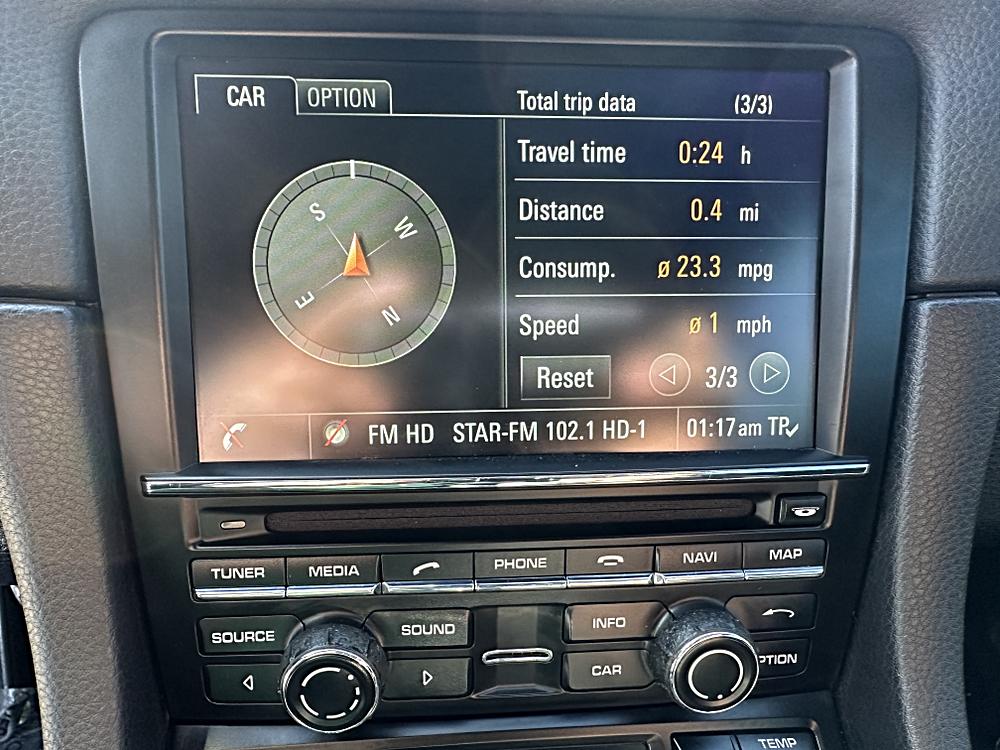 CAR OPTION Total trip data (3/3)
Travel time 0:24 h
Distance 0.4 mi
Consump. ø 23.3 mpg
Speed ø 1 mph
Reset 3/3
S W E N
FM HD STAR-FM 102.1 HD-1 01:17 am TP
TUNER MEDIA PHONE NAVI MAP
SOURCE SOUND INFO
CAR PTION
TEMP